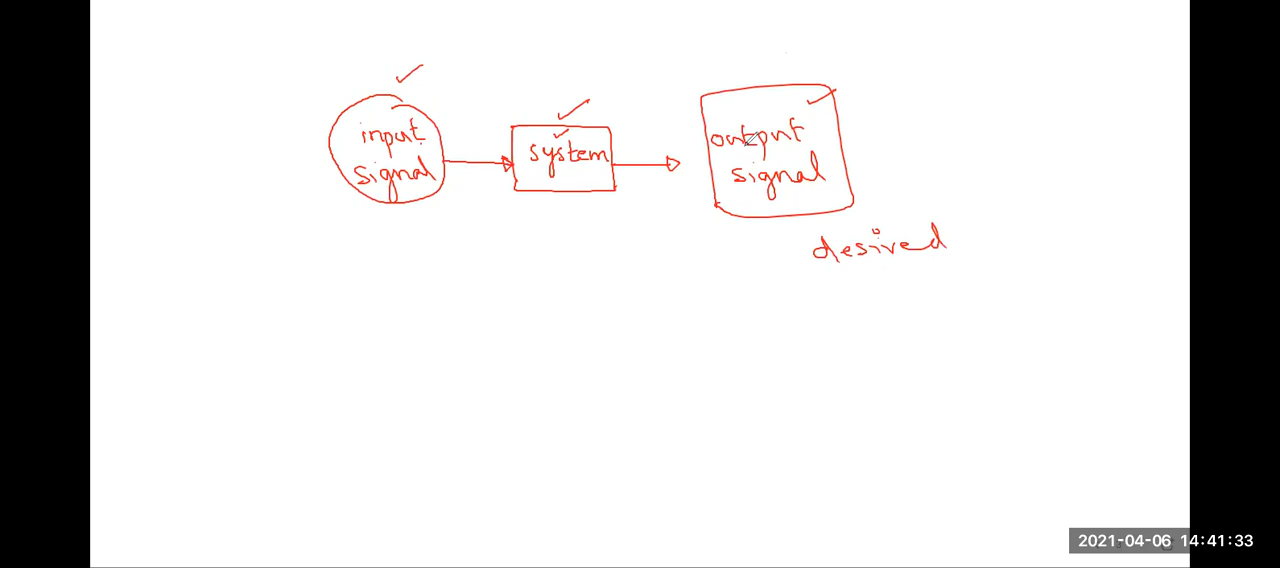 input
signal
system
output
signal
desired
2021-04-06 14:41:33